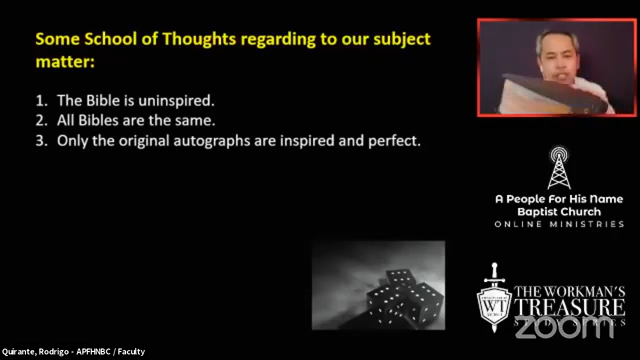 Some School of Thoughts regarding to our subject
matter:
1. The Bible is uninspired.
2. All Bibles are the same.
3. Only the original autographs are inspired and perfect.
A People For His Name
Baptist Church
ONLINE MINISTRIES
WT
THE WORKMAN'S
TREASURE
zoom
Quirante, Rodrigo - APFHNBC / Faculty